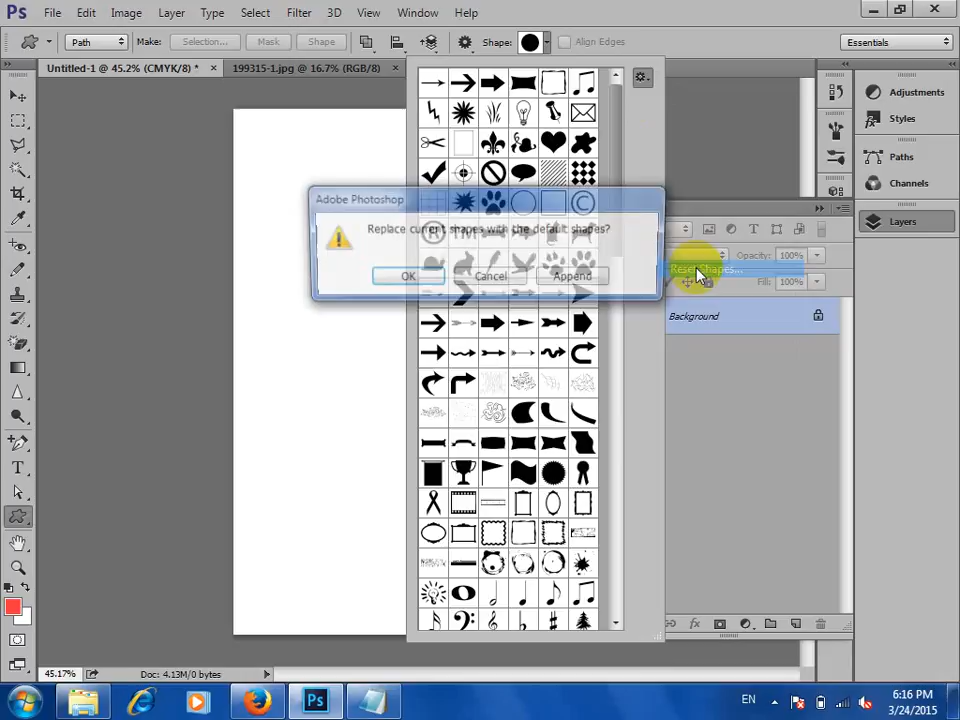 Ps File Edit Image Layer Type Select Filter 3D View Window Help
Path Make: Selection... Mask Shape Shape: Align Edges Essentials
Untitled-1 @ 45.2% (CMYK/8) * × 199315-1.jpg @ 16.7% (RGB/8) ×
Adjustments
Styles
Paths
Channels
Layers
Adobe Photoshop
Replace current shapes with the default shapes?
OK Cancel Append
Reset Shapes...
Opacity: 100%
Fill: 100%
Background
45.17% Doc: 4.13M/0 bytes
Ps
EN
6:16 PM
3/24/2015